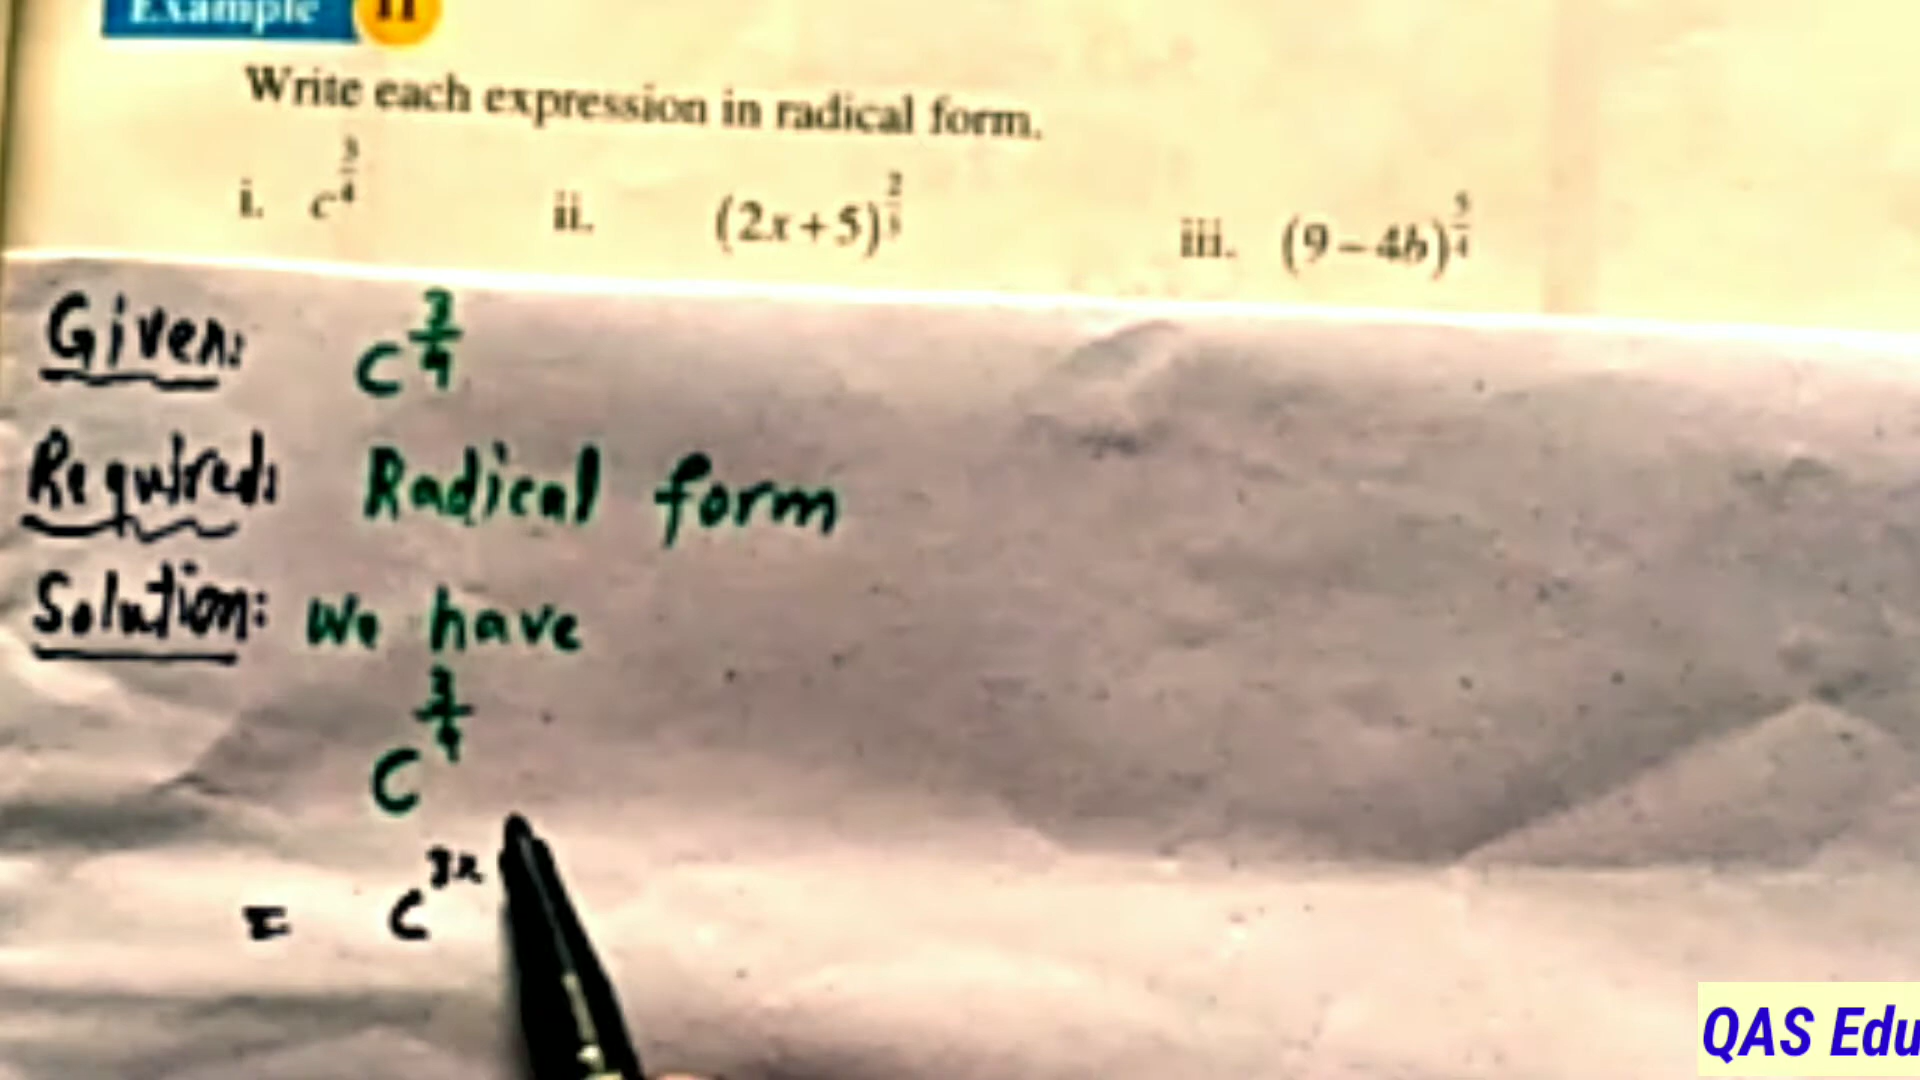 Example 11
Write each expression in radical form.
i. c^{3/4} ii. (2x+5)^{2/3} iii. (9-4b)^{5/4}
Given: c^{3/4}
Required: Radical form
Solution: We have
c^{3/4}
= c^{3x
QAS Edu